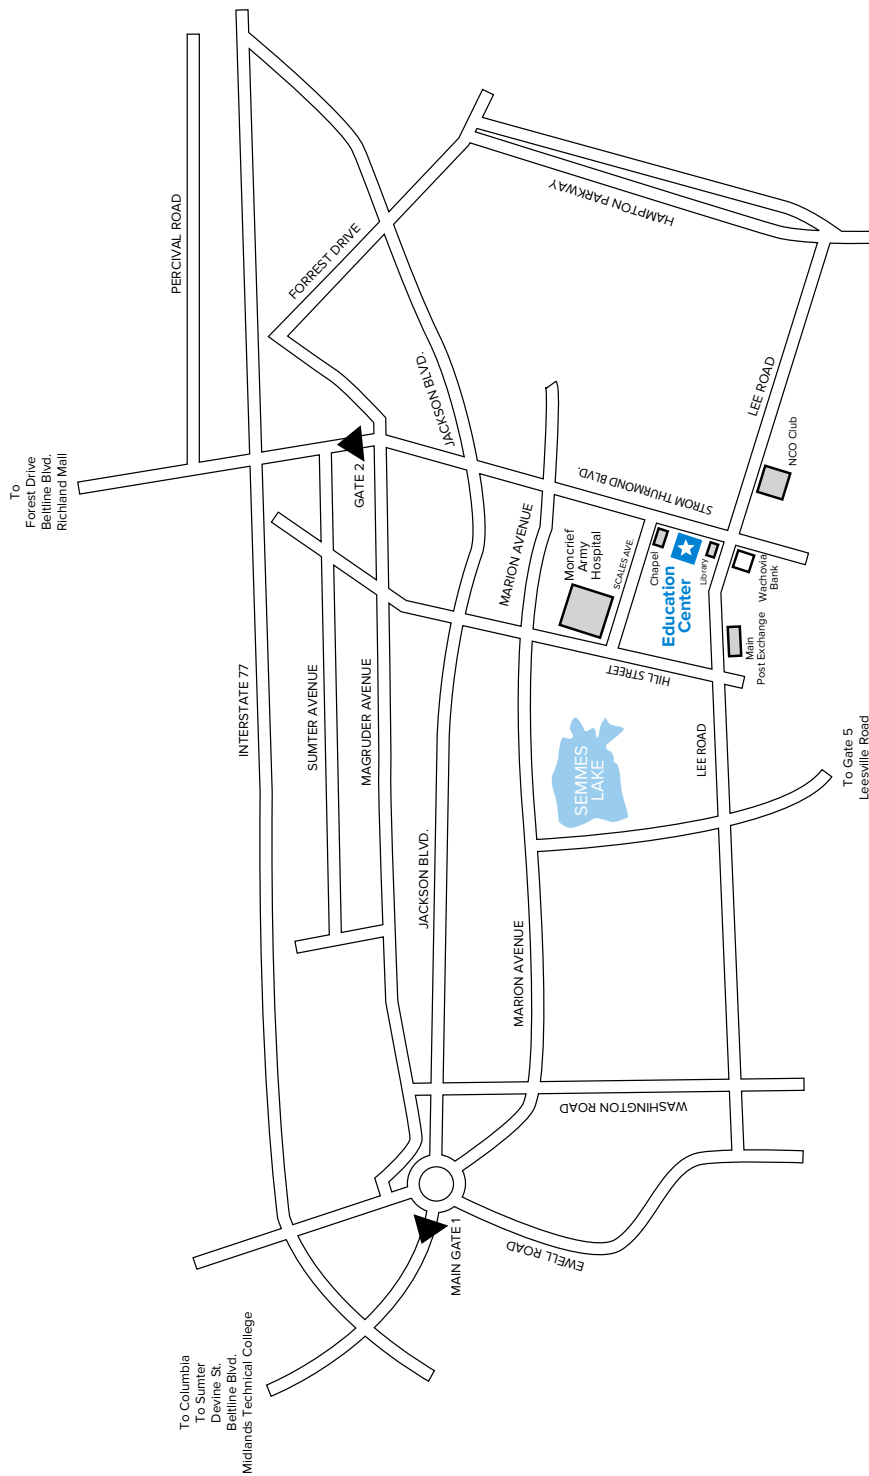 To
Forest Drive
Beltline Blvd.
Richland Mall
PERCIVAL ROAD
FORREST DRIVE
HAMPTON PARKWAY
JACKSON BLVD.
LEE ROAD
NCO Club
GATE 2
STROM THURMOND BLVD.
MARION AVENUE
Moncrief
Army
Hospital
SCALES AVE.
Chapel
Education
Center
Library
Wachovia
Bank
Main
Post Exchange
HILL STREET
INTERSTATE 77
SUMTER AVENUE
MAGRUDER AVENUE
SEMMES
LAKE
LEE ROAD
To Gate 5
Leesville Road
JACKSON BLVD.
MARION AVENUE
WASHINGTON ROAD
MAIN GATE 1
EWELL ROAD
To Columbia
To Sumter
Devine St.
Beltline Blvd.
Midlands Technical College